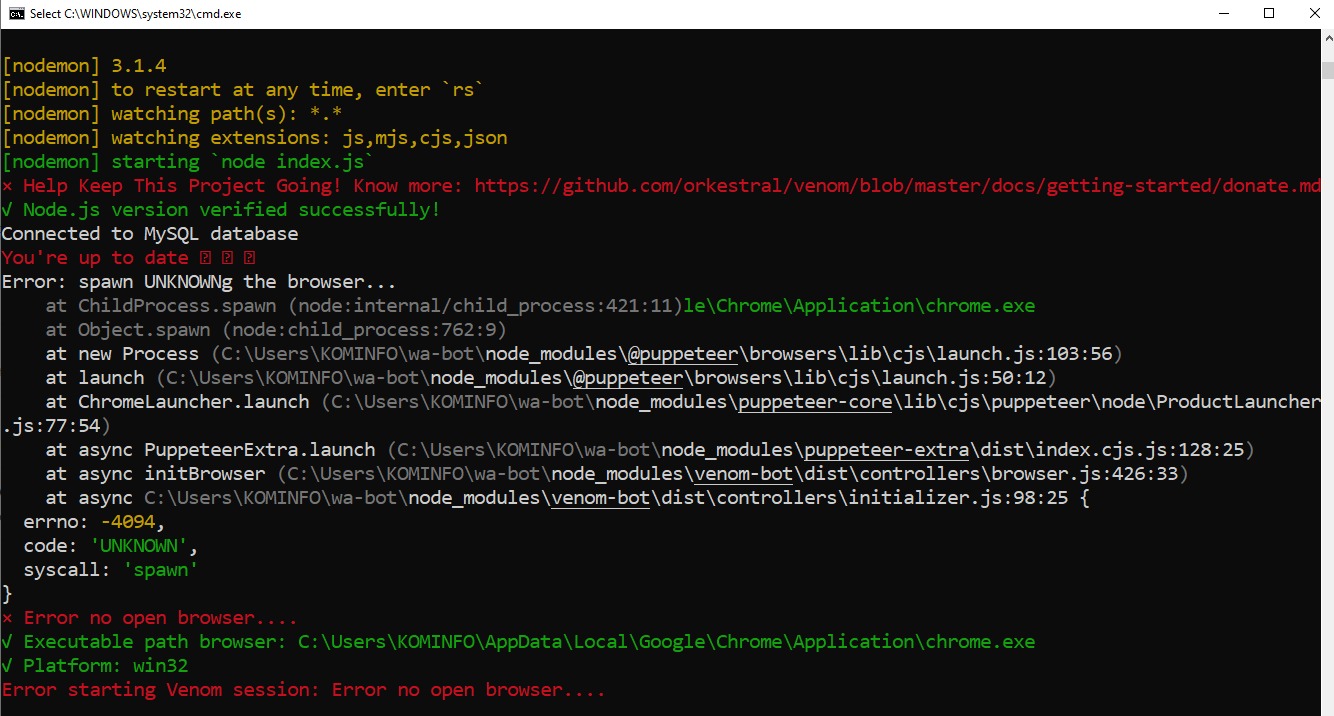 Select C:\WINDOWS\system32\cmd.exe
[nodemon] 3.1.4
[nodemon] to restart at any time, enter `rs`
[nodemon] watching path(s): *.*
[nodemon] watching extensions: js,mjs,cjs,json
[nodemon] starting `node index.js`
× Help Keep This Project Going! Know more: https://github.com/orkestral/venom/blob/master/docs/getting-started/donate.md
√ Node.js version verified successfully!
Connected to MySQL database
You're up to date
Error: spawn UNKNOWNg the browser...
at ChildProcess.spawn (node:internal/child_process:421:11)le\Chrome\Application\chrome.exe
at Object.spawn (node:child_process:762:9)
at new Process (C:\Users\KOMINFO\wa-bot\node_modules\@puppeteer\browsers\lib\cjs\launch.js:103:56)
at launch (C:\Users\KOMINFO\wa-bot\node_modules\@puppeteer\browsers\lib\cjs\launch.js:50:12)
at ChromeLauncher.launch (C:\Users\KOMINFO\wa-bot\node_modules\puppeteer-core\lib\cjs\puppeteer\node\ProductLauncher
.js:77:54)
at async PuppeteerExtra.launch (C:\Users\KOMINFO\wa-bot\node_modules\puppeteer-extra\dist\index.cjs.js:128:25)
at async initBrowser (C:\Users\KOMINFO\wa-bot\node_modules\venom-bot\dist\controllers\browser.js:426:33)
at async C:\Users\KOMINFO\wa-bot\node_modules\venom-bot\dist\controllers\initializer.js:98:25 {
errno: -4094,
code: 'UNKNOWN',
syscall: 'spawn'
}
× Error no open browser....
√ Executable path browser: C:\Users\KOMINFO\AppData\Local\Google\Chrome\Application\chrome.exe
√ Platform: win32
Error starting Venom session: Error no open browser....